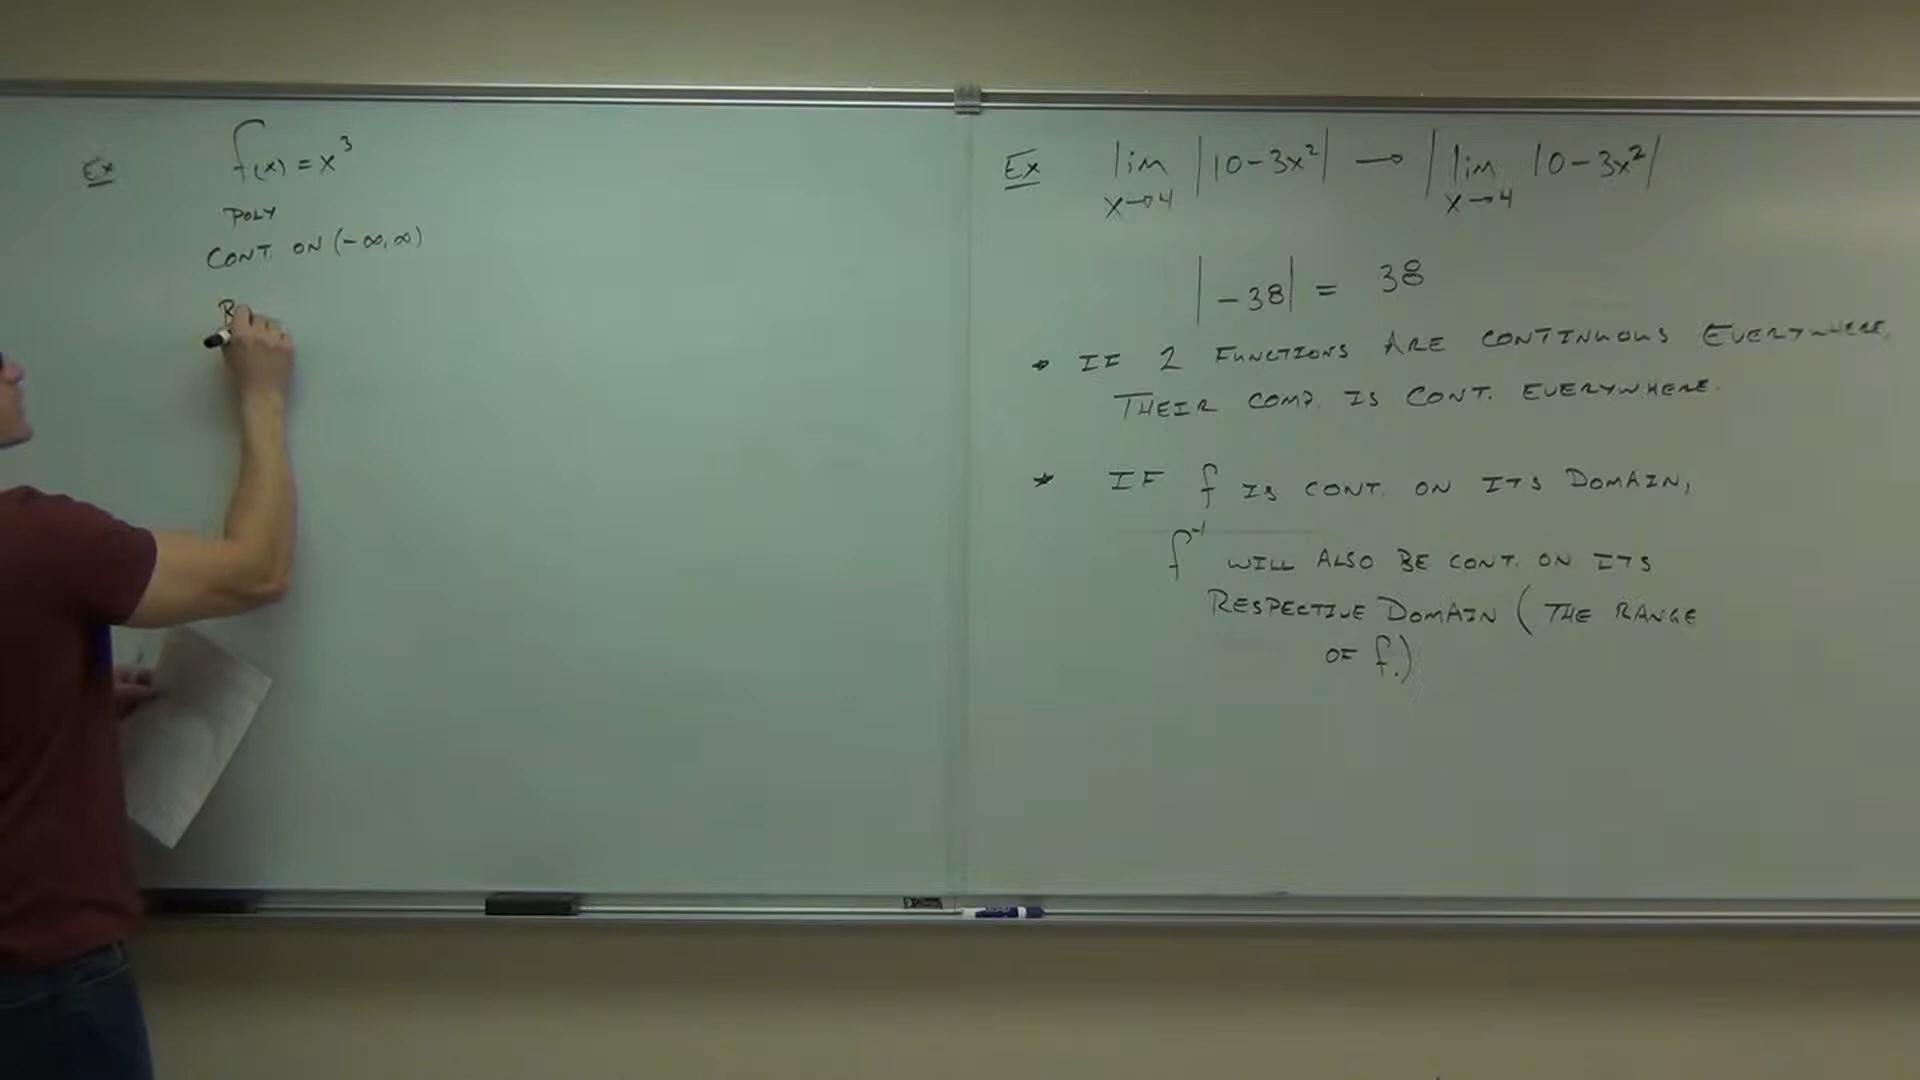 Ex f(x) = x³
POLY
CONT. ON (-∞,∞)
R
Ex lim x→4 |10-3x²| → |lim x→4 10-3x²|
|-38| = 38
* IF 2 FUNCTIONS ARE CONTINUOUS EVERYWHERE,
THEIR COMP. IS CONT. EVERYWHERE.
* IF f IS CONT. ON ITS DOMAIN,
f⁻¹ WILL ALSO BE CONT. ON ITS
RESPECTIVE DOMAIN (THE RANGE
OF f.)